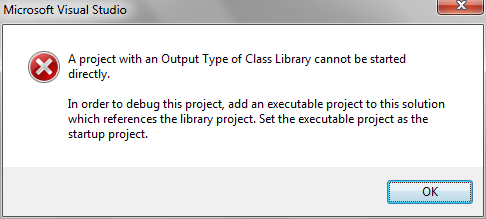 Microsoft Visual Studio
A project with an Output Type of Class Library cannot be started
directly.
In order to debug this project, add an executable project to this solution
which references the library project. Set the executable project as the
startup project.
OK